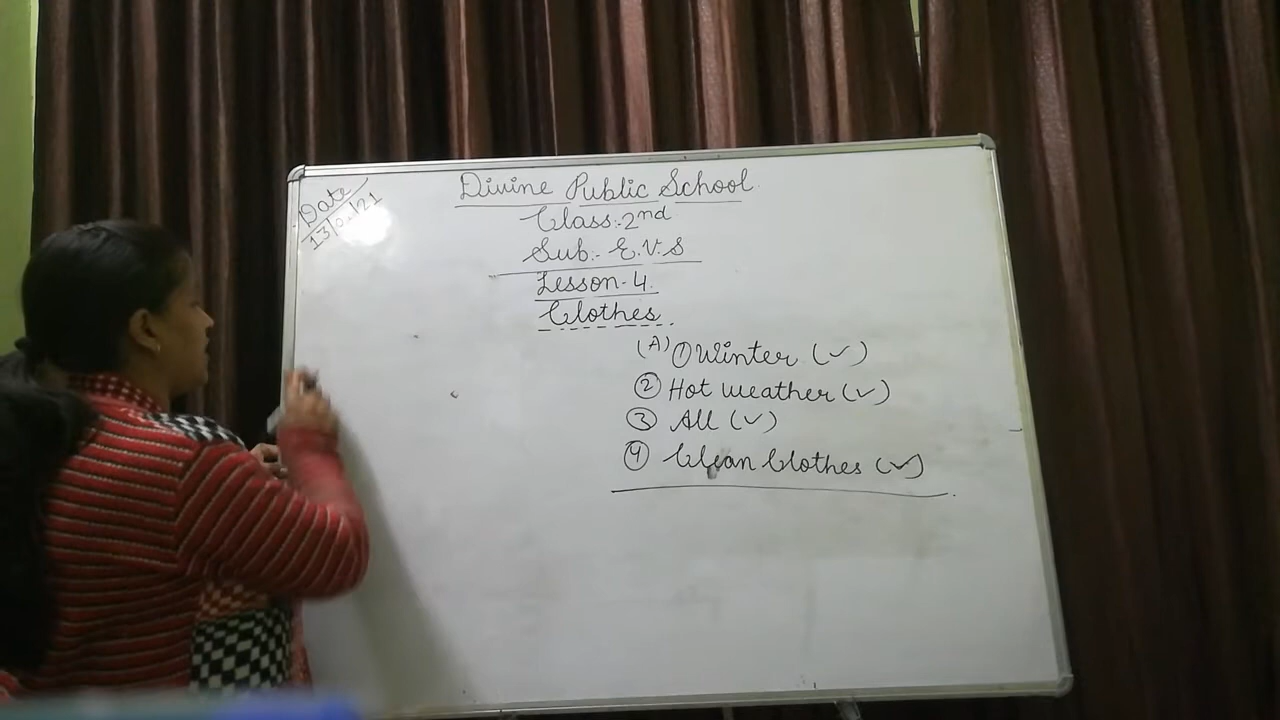 Date
13/0 /21
Divine Public School
Class:-2nd
Sub:- E.V.S
Lesson-4.
Clothes.
(A) ① Winter (✓)
② Hot weather (✓)
③ All (✓)
④ Clean Clothes (✓)